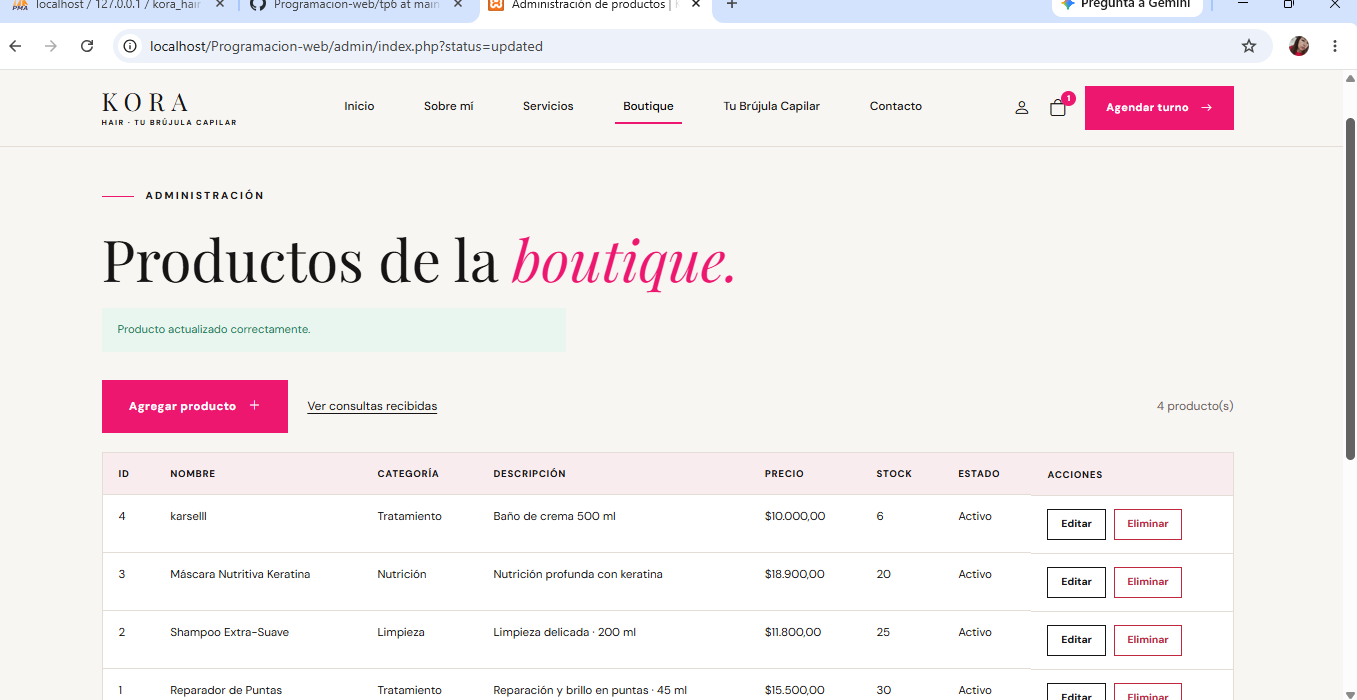 localhost / 127.0.0.1 / kora_hair
Programacion-web/tp6 at main
Administración de productos |
Pregunta a Gemini
localhost/Programacion-web/admin/index.php?status=updated
KORA
HAIR · TU BRÚJULA CAPILAR
Inicio
Sobre mí
Servicios
Boutique
Tu Brújula Capilar
Contacto
1
Agendar turno →
ADMINISTRACIÓN
Productos de la boutique.
Producto actualizado correctamente.
Agregar producto +
Ver consultas recibidas
4 producto(s)
ID NOMBRE CATEGORÍA DESCRIPCIÓN PRECIO STOCK ESTADO ACCIONES
4 karselll Tratamiento Baño de crema 500 ml $10.000,00 6 Activo Editar Eliminar
3 Máscara Nutritiva Keratina Nutrición Nutrición profunda con keratina $18.900,00 20 Activo Editar Eliminar
2 Shampoo Extra-Suave Limpieza Limpieza delicada · 200 ml $11.800,00 25 Activo Editar Eliminar
1 Reparador de Puntas Tratamiento Reparación y brillo en puntas · 45 ml $15.500,00 30 Activo Editar Eliminar